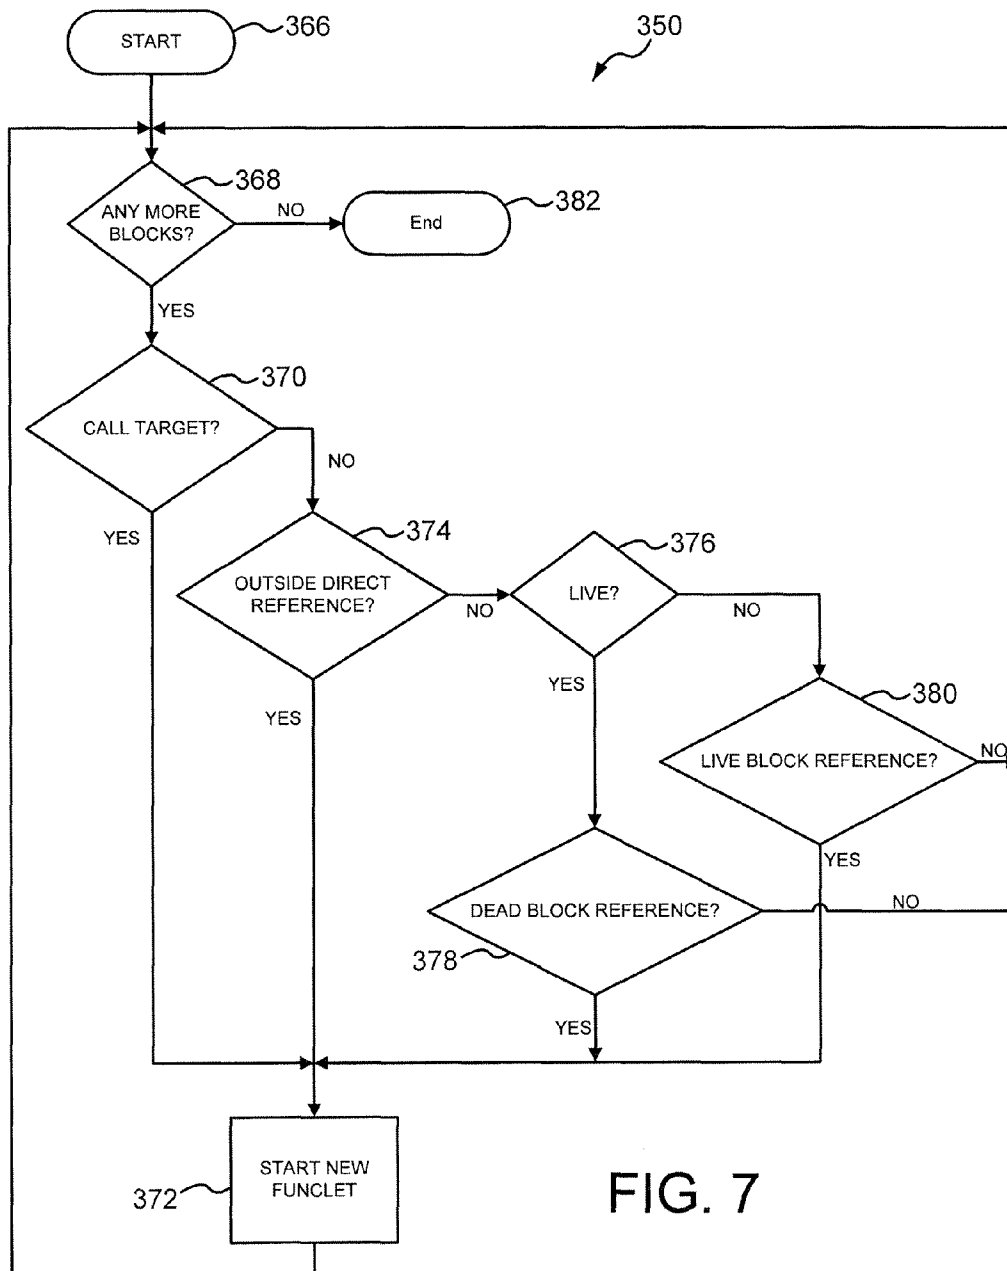 START
366
350
368
ANY MORE
BLOCKS?
NO
End
382
YES
370
CALL TARGET?
NO
YES
374
OUTSIDE DIRECT
REFERENCE?
NO
376
LIVE?
NO
YES
YES
380
LIVE BLOCK REFERENCE?
NO
YES
DEAD BLOCK REFERENCE?
NO
378
YES
START NEW
FUNCLET
372
FIG. 7